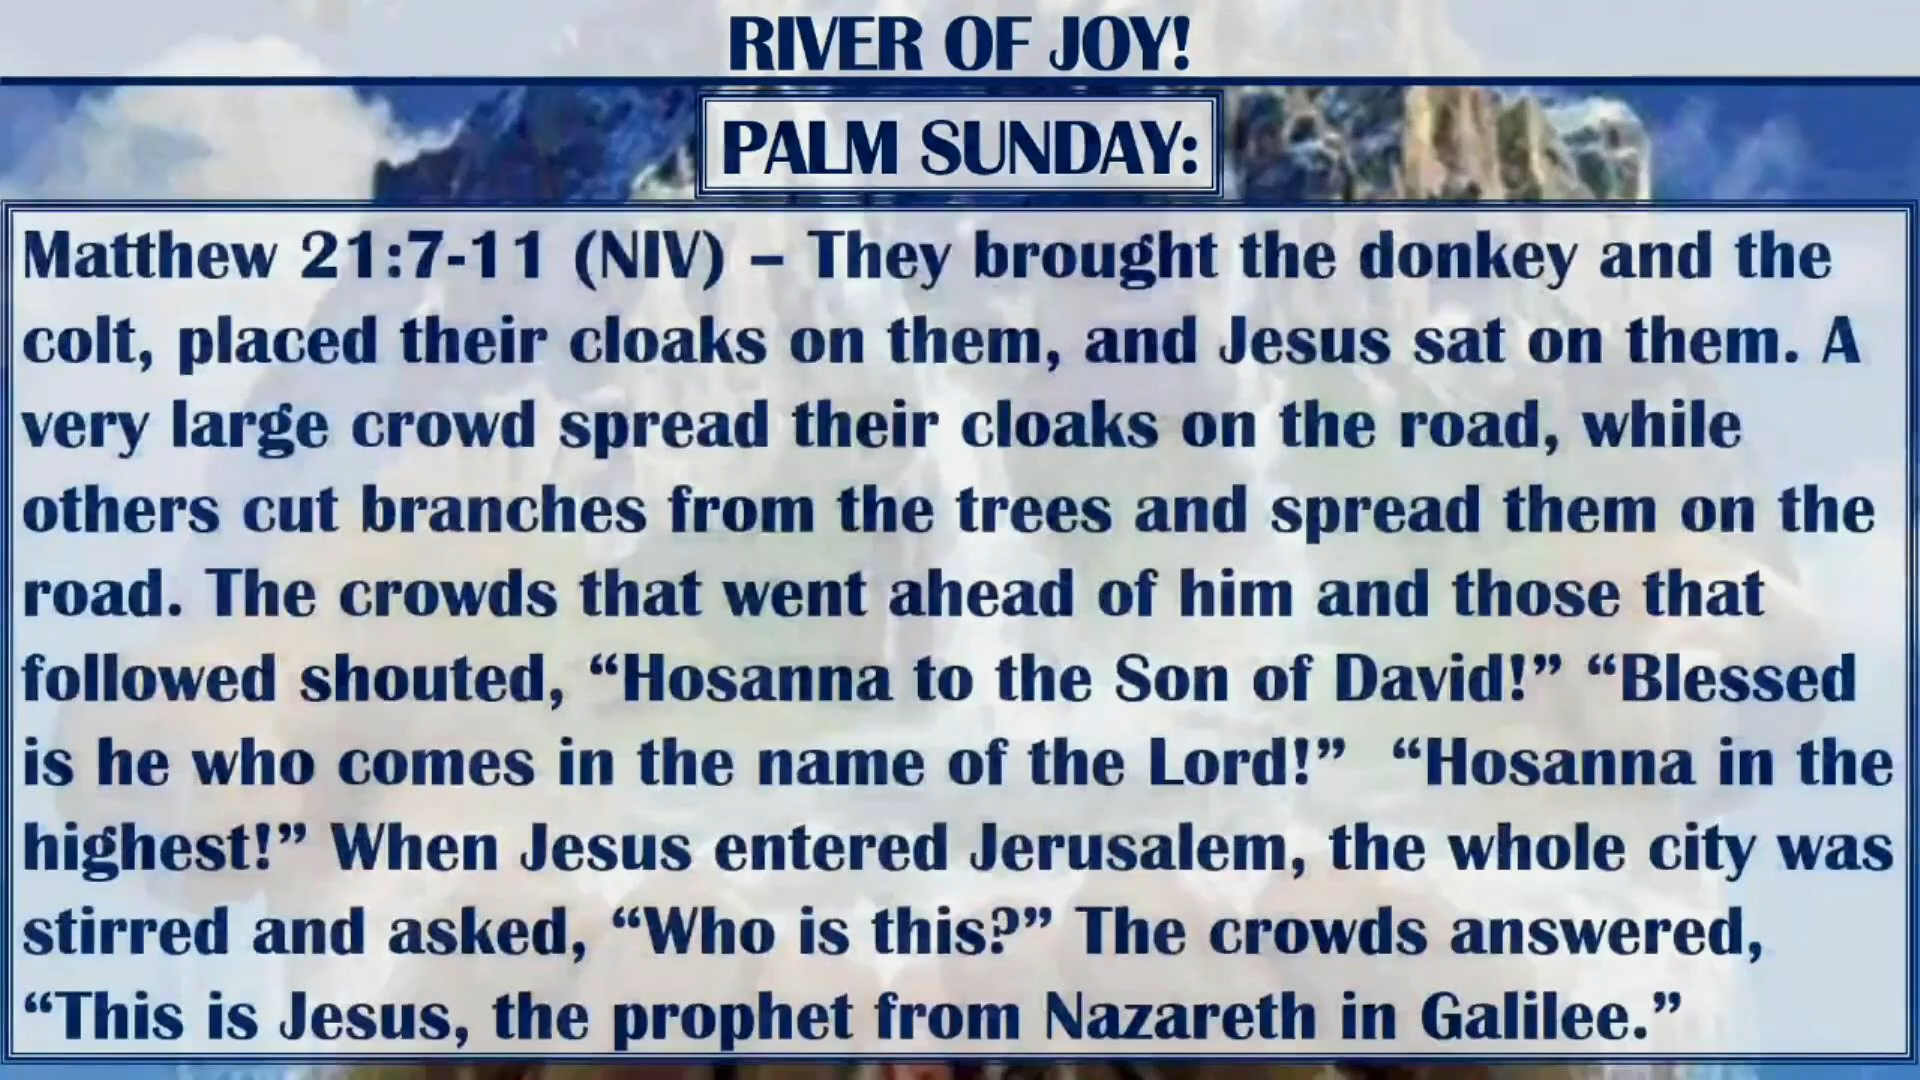 RIVER OF JOY!
PALM SUNDAY:
Matthew 21:7-11 (NIV) – They brought the donkey and the
colt, placed their cloaks on them, and Jesus sat on them. A
very large crowd spread their cloaks on the road, while
others cut branches from the trees and spread them on the
road. The crowds that went ahead of him and those that
followed shouted, “Hosanna to the Son of David!” “Blessed
is he who comes in the name of the Lord!” “Hosanna in the
highest!” When Jesus entered Jerusalem, the whole city was
stirred and asked, “Who is this?” The crowds answered,
“This is Jesus, the prophet from Nazareth in Galilee.”